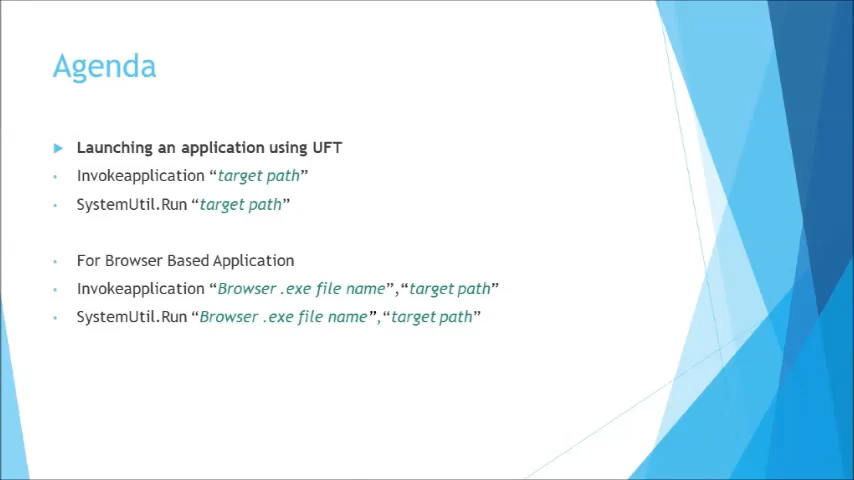 Agenda
Launching an application using UFT
Invokeapplication “target path”
SystemUtil.Run “target path”
For Browser Based Application
Invokeapplication “Browser .exe file name”,“target path”
SystemUtil.Run “Browser .exe file name”,“target path”